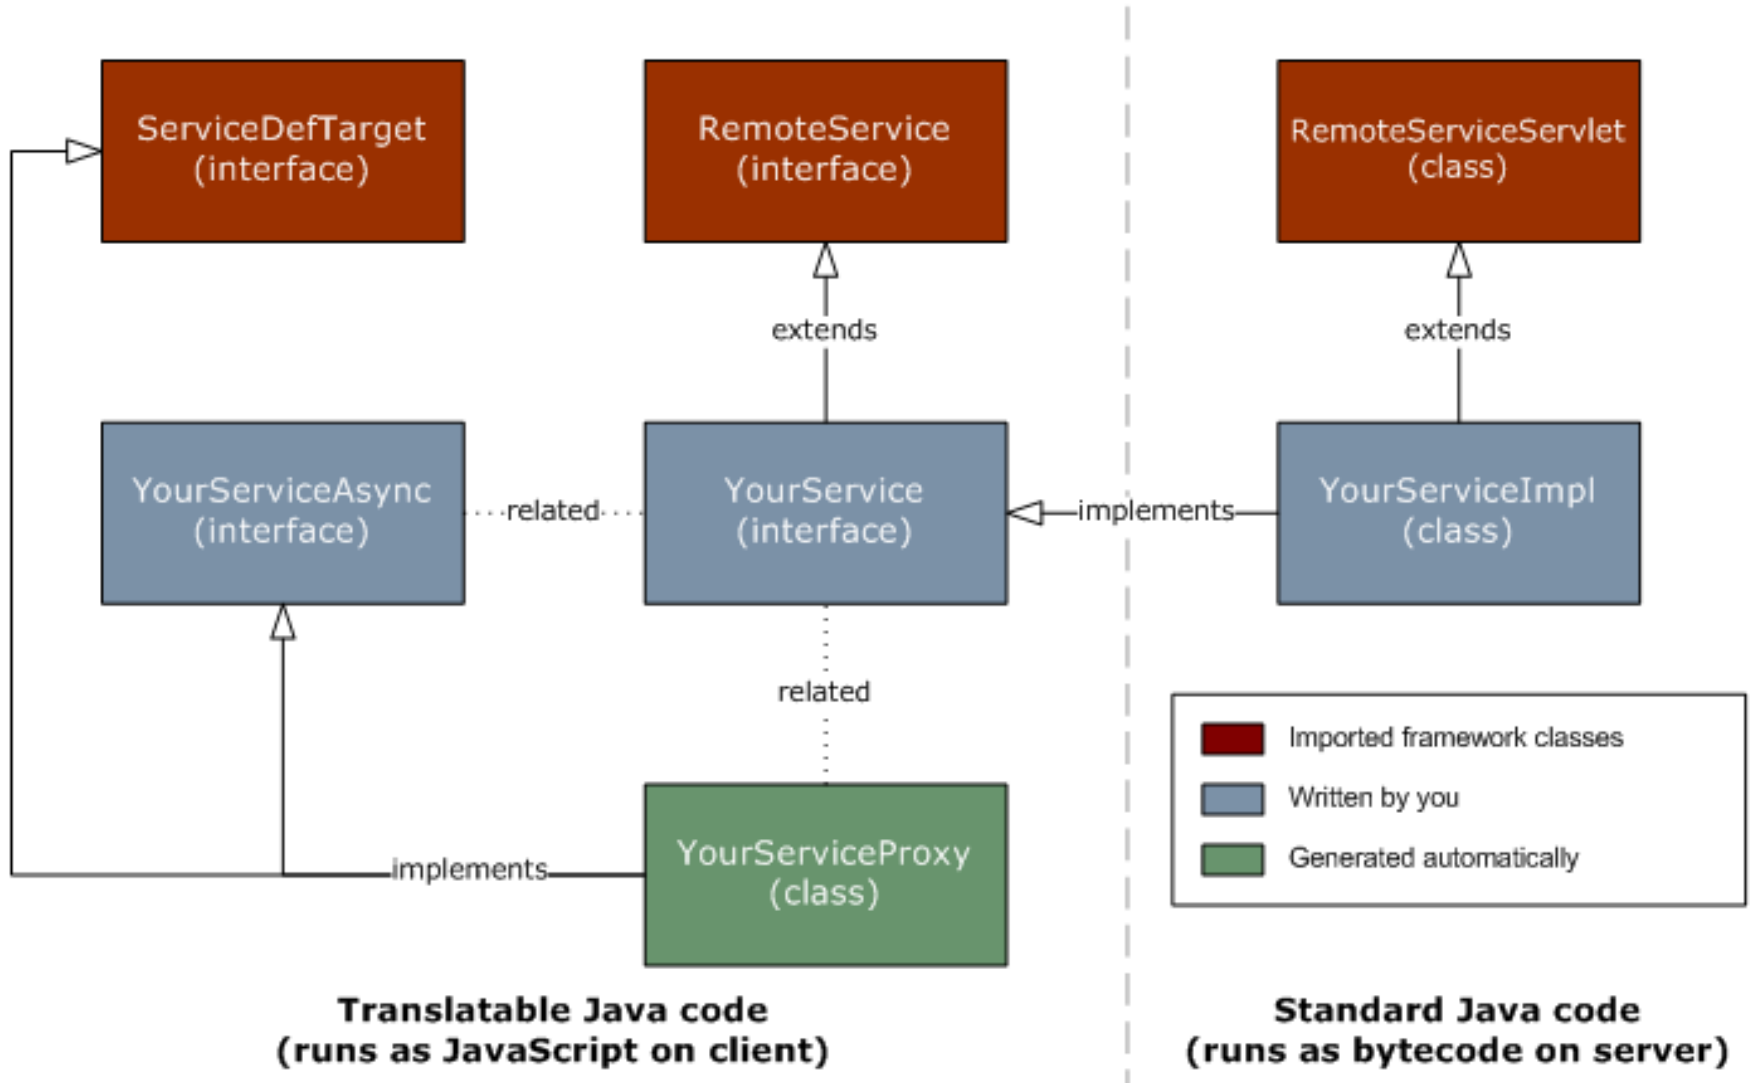 ServiceDefTarget
(interface)
RemoteService
(interface)
RemoteServiceServlet
(class)
extends
extends
YourServiceAsync
(interface)
related
YourService
(interface)
implements
YourServiceImpl
(class)
related
implements
YourServiceProxy
(class)
Imported framework classes
Written by you
Generated automatically
Translatable Java code
(runs as JavaScript on client)
Standard Java code
(runs as bytecode on server)